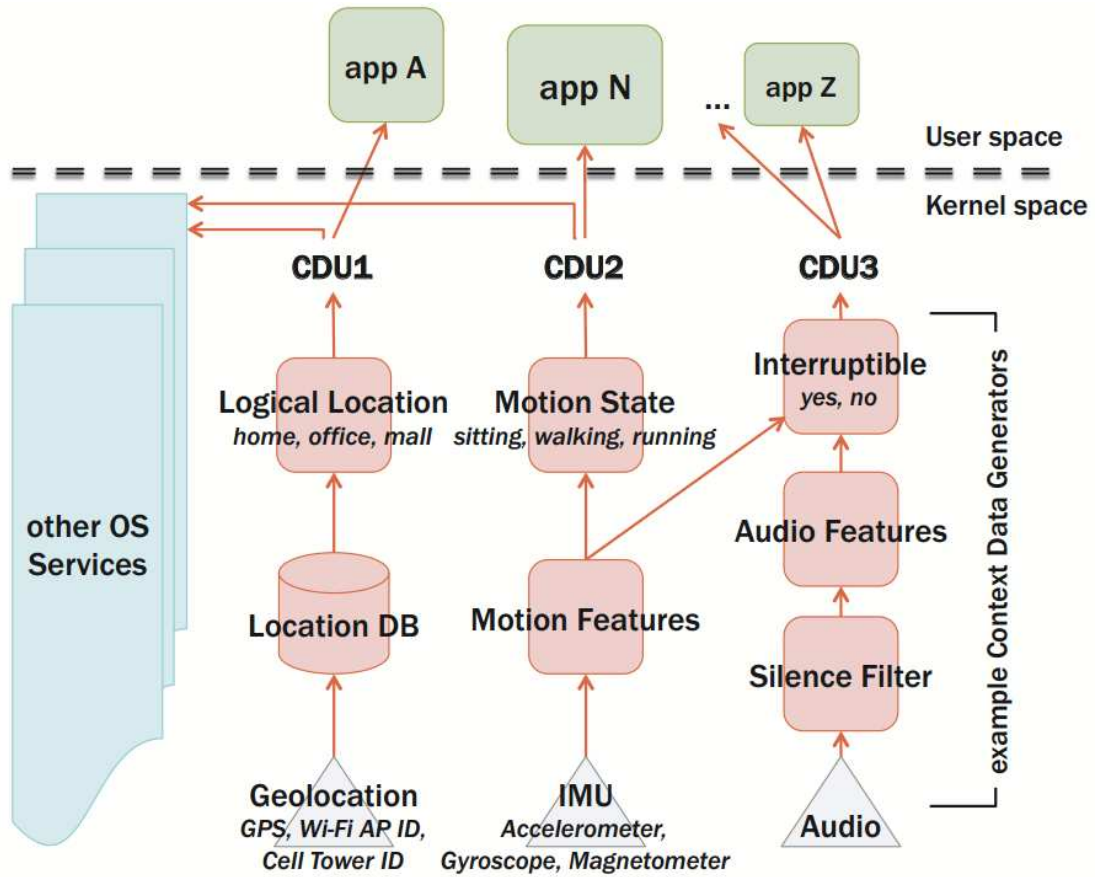 app A
app N
...
app Z
User space
Kernel space
CDU1
CDU2
CDU3
Logical Location
home, office, mall
Motion State
sitting, walking, running
Interruptible
yes, no
other OS
Services
Location DB
Motion Features
Audio Features
Silence Filter
example Context Data Generators
Geolocation
GPS, Wi-Fi AP ID,
Cell Tower ID
IMU
Accelerometer,
Gyroscope, Magnetometer
Audio